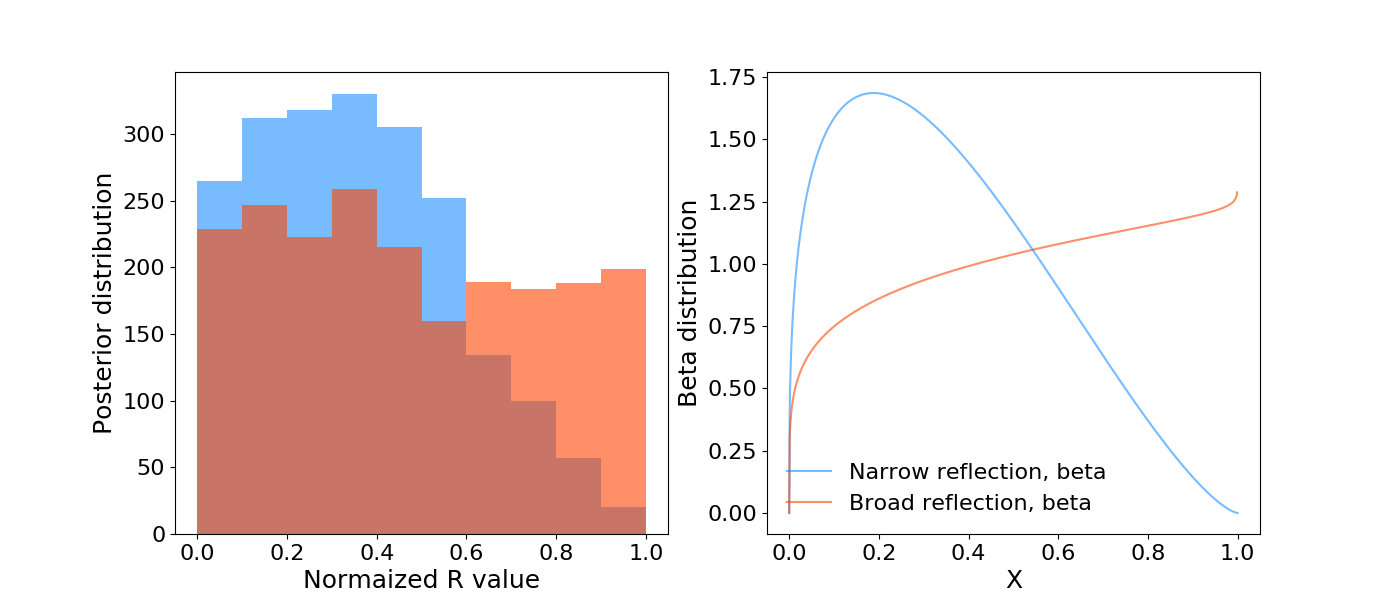 Posterior distribution
300
250
200
150
100
50
0
0.0 0.2 0.4 0.6 0.8 1.0
Normaized R value
Beta distribution
1.75
1.50
1.25
1.00
0.75
0.50
0.25
0.00
Narrow reflection, beta
Broad reflection, beta
0.0 0.2 0.4 0.6 0.8 1.0
X